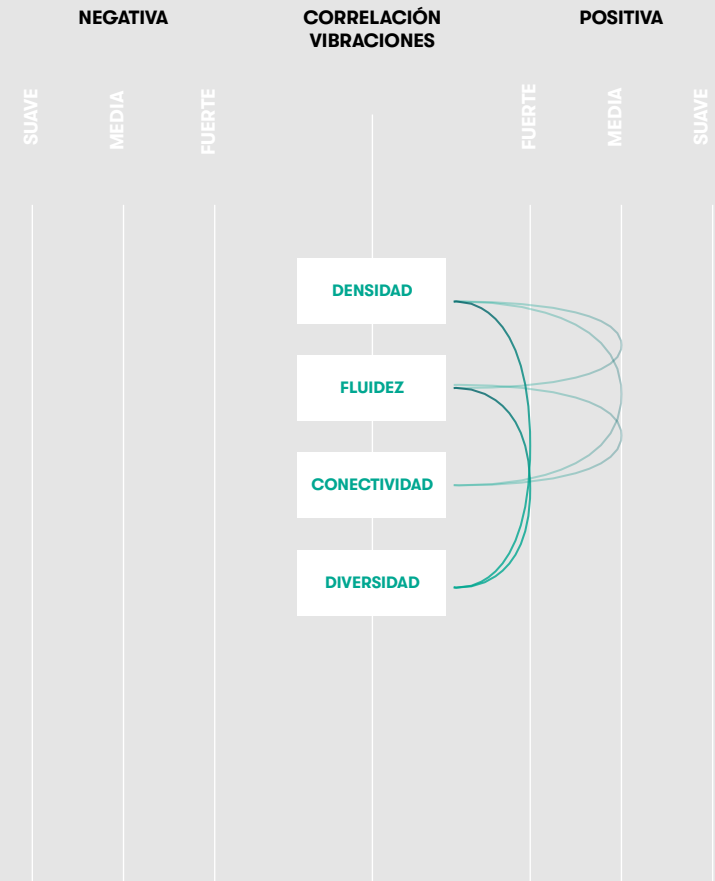 NEGATIVA
CORRELACIÓN
VIBRACIONES
POSITIVA
SUAVE
MEDIA
FUERTE
FUERTE
MEDIA
SUAVE
DENSIDAD
FLUIDEZ
CONECTIVIDAD
DIVERSIDAD